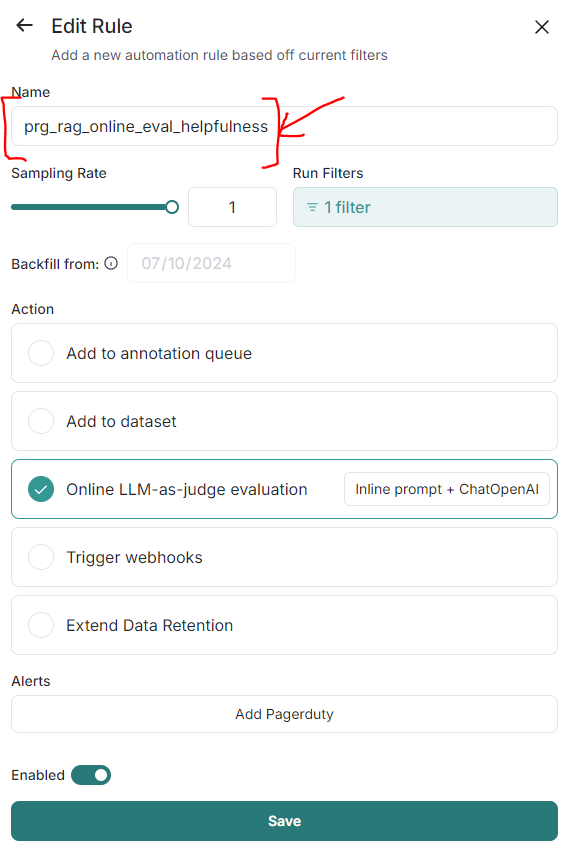 Edit Rule
Add a new automation rule based off current filters
Name
prg_rag_online_eval_helpfulness
Sampling Rate
Run Filters
1
1 filter
Backfill from:
07/10/2024
Action
Add to annotation queue
Add to dataset
Online LLM-as-judge evaluation
Inline prompt + ChatOpenAI
Trigger webhooks
Extend Data Retention
Alerts
Add Pagerduty
Enabled
Save